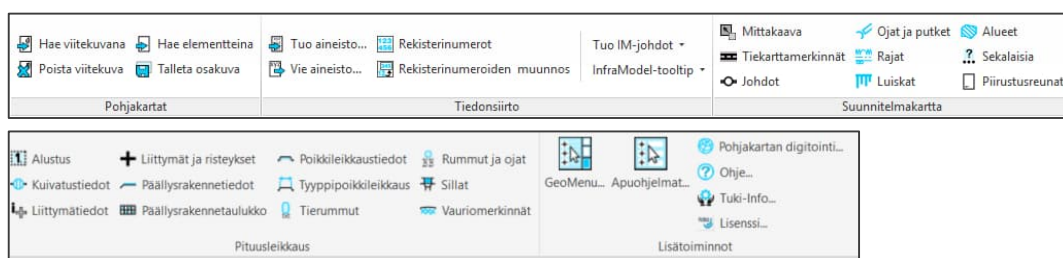 Hae viitekuvana Hae elementteina Tuo aineisto... Rekisterinumerot Tuo IM-johdot Mittakaava Ojat ja putket Alueet
Poista viitekuva Talleta osakuva Vie aineisto... Rekisterinumeroiden muunnos InfraModel-tooltip Tiekarttamerkinnät Rajat Sekalaisia
Johdot Luiskat Piirustusreunat
Pohjakartat Tiedonsiirto Suunnitelmakartta
Alustus Liittymät ja risteykset Poikkileikkaustiedot Rummut ja ojat
Kuivatustiedot Päällysrakennetiedot Tyyppipoikkileikkaus Sillat
Liittymätiedot Päällysrakennetaulukko Tierummut Vauriomerkinnät
GeoMenu... Apuohjelmat...
Pohjakartan digitointi...
Ohje...
Tuki-Info...
Lisenssi...
Pituusleikkaus Lisätoiminnot